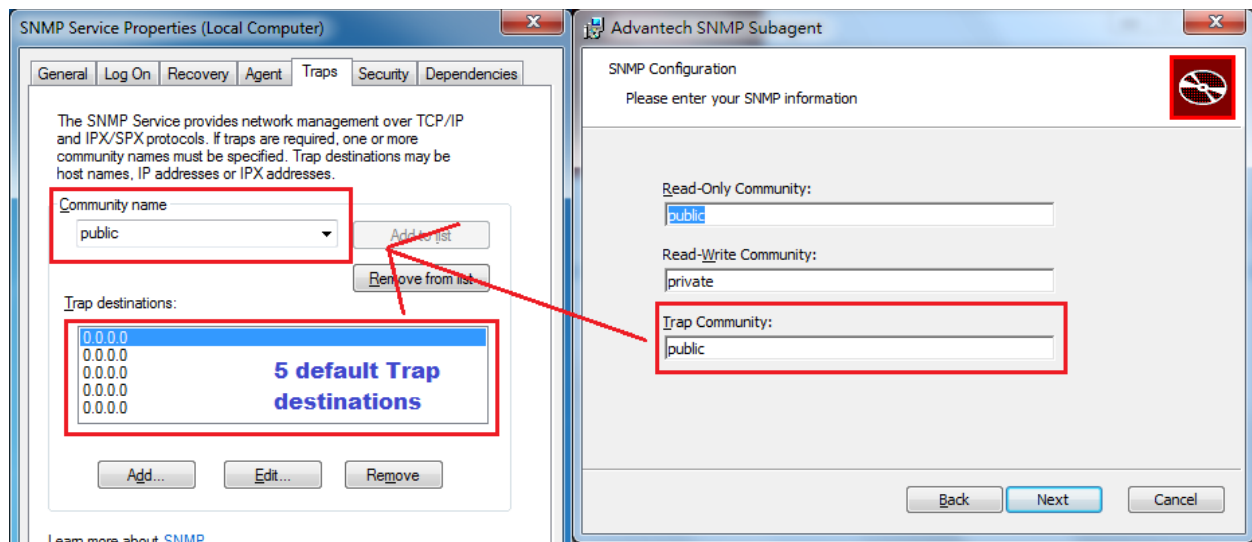 SNMP Service Properties (Local Computer)
General Log On Recovery Agent Traps Security Dependencies
The SNMP Service provides network management over TCP/IP
and IPX/SPX protocols. If traps are required, one or more
community names must be specified. Trap destinations may be
host names, IP addresses or IPX addresses.
Community name
public
Add to list
Remove from list
Trap destinations:
0.0.0.0
0.0.0.0
0.0.0.0
0.0.0.0
0.0.0.0
5 default Trap
destinations
Add...
Edit...
Remove
Learn more about SNMP
Advantech SNMP Subagent
SNMP Configuration
Please enter your SNMP information
Read-Only Community:
public
Read-Write Community:
private
Trap Community:
public
Back
Next
Cancel